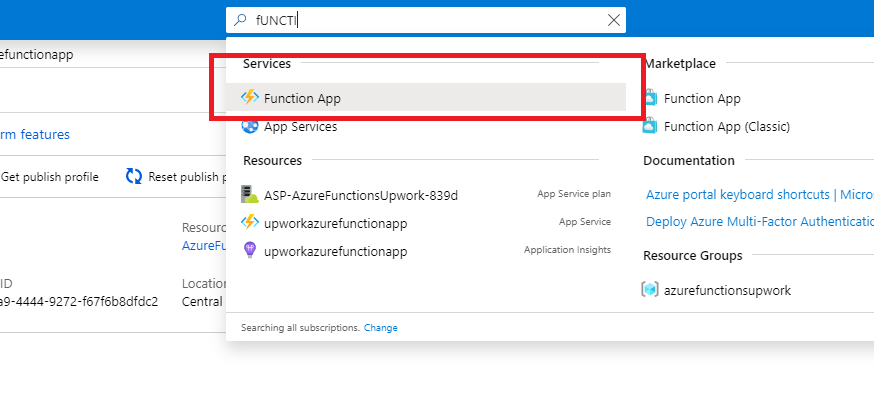 fUNCTI
efunctionapp
rm features
Get publish profile
Reset publish p
Resour
AzureFu
ID
a9-4444-9272-f67f6b8dfdc2
Location
Central
Services
Function App
App Services
Resources
ASP-AzureFunctionsUpwork-839d App Service plan
upworkazurefunctionapp App Service
upworkazurefunctionapp Application Insights
Marketplace
Function App
Function App (Classic)
Documentation
Azure portal keyboard shortcuts | Micros
Deploy Azure Multi-Factor Authenticatio
Resource Groups
azurefunctionsupwork
Searching all subscriptions. Change